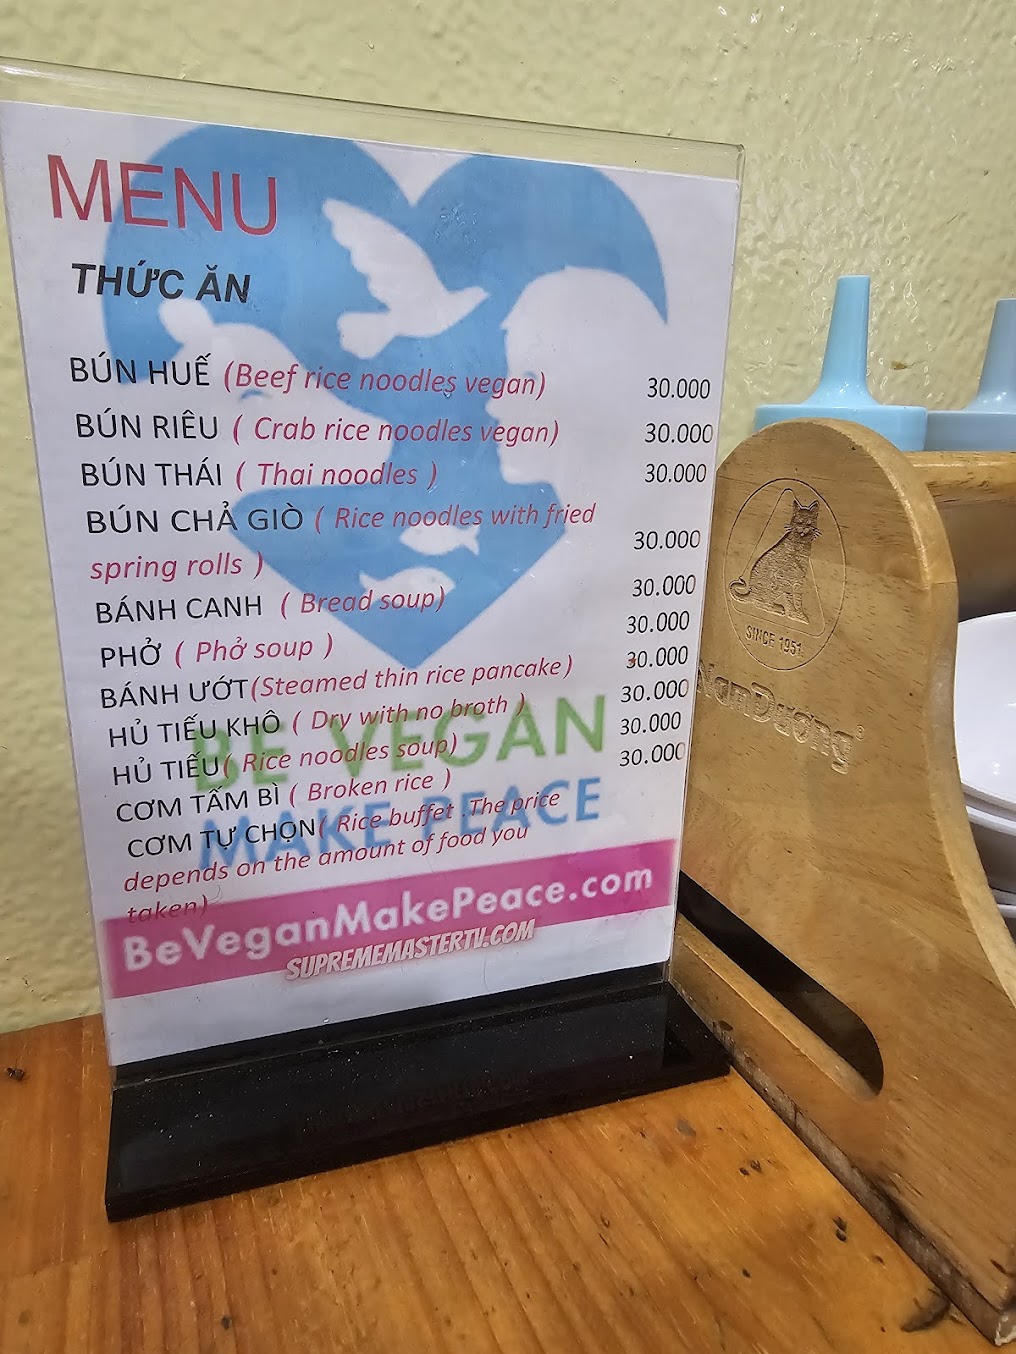 MENU
THỨC ĂN
BÚN HUẾ (Beef rice noodles vegan) 30.000
BÚN RIÊU ( Crab rice noodles vegan) 30.000
BÚN THÁI ( Thai noodles ) 30.000
BÚN CHẢ GIÒ ( Rice noodles with fried
spring rolls ) 30.000
BÁNH CANH ( Bread soup) 30.000
PHỞ ( Phở soup ) 30.000
BÁNH ƯỚT(Steamed thin rice pancake) 30.000
HỦ TIẾU KHÔ ( Dry with no broth ) 30.000
HỦ TIẾU( Rice noodles soup) 30.000
CƠM TẤM BÌ ( Broken rice ) 30.000
CƠM TỰ CHỌN( Rice buffet .The price
depends on the amount of food you
taken)
BE VEGAN
MAKE PEACE
BeVeganMakePeace.com
SUPREMEMASTERTV.COM
SINCE 1951
NamDương®